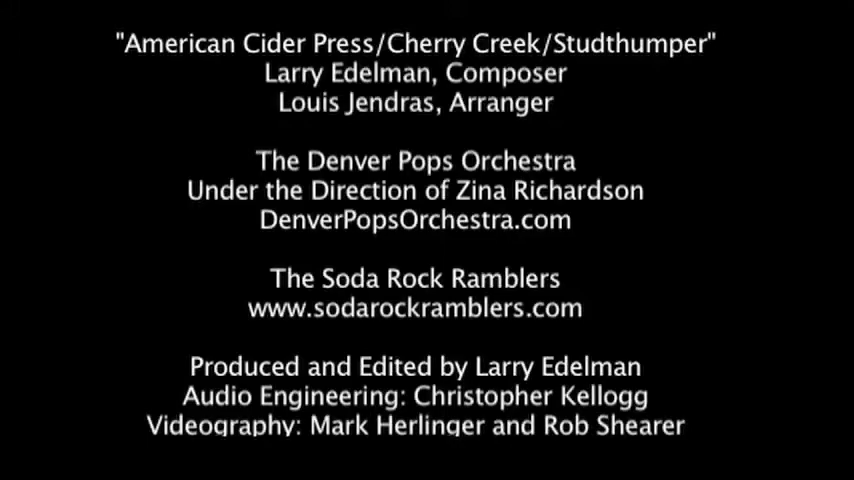 "American Cider Press/Cherry Creek/Studthumper"
Larry Edelman, Composer
Louis Jendras, Arranger
The Denver Pops Orchestra
Under the Direction of Zina Richardson
DenverPopsOrchestra.com
The Soda Rock Ramblers
www.sodarockramblers.com
Produced and Edited by Larry Edelman
Audio Engineering: Christopher Kellogg
Videography: Mark Herlinger and Rob Shearer